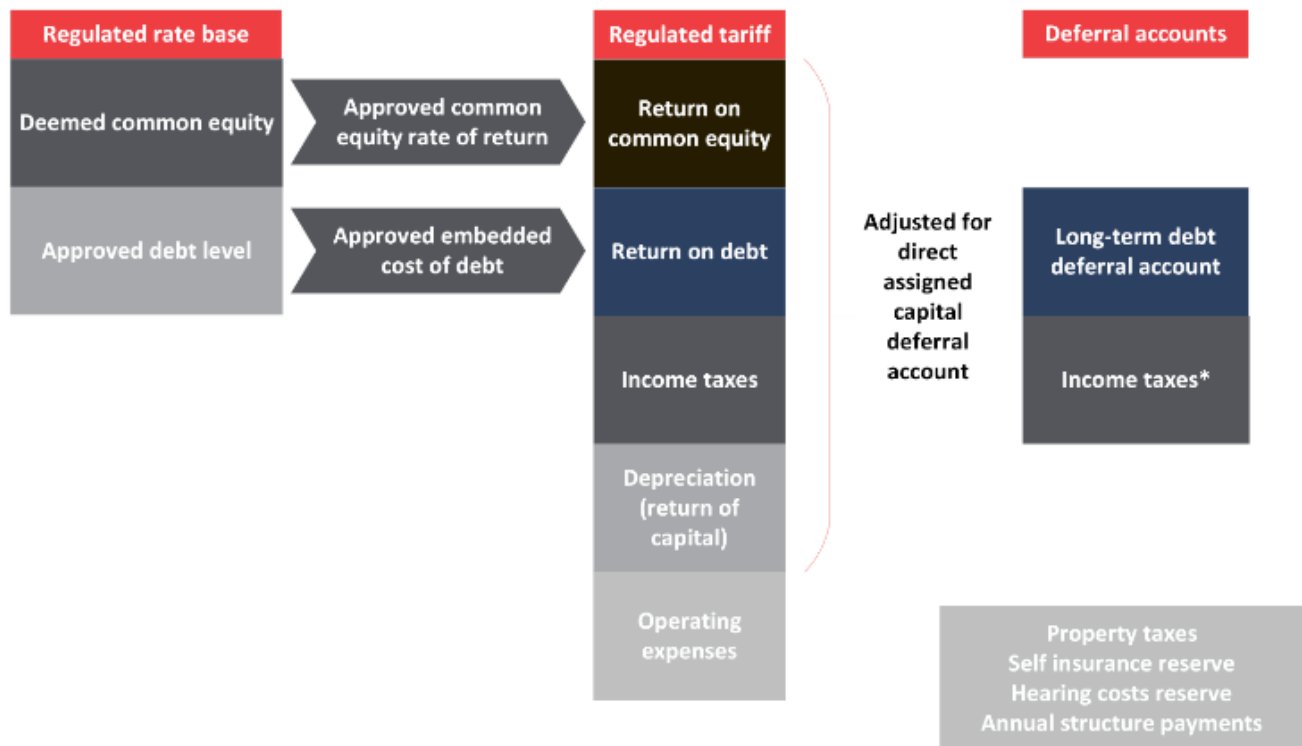 Regulated rate base
Deemed common equity
Approved debt level
Approved common
equity rate of return
Approved embedded
cost of debt
Regulated tariff
Return on
common equity
Return on debt
Income taxes
Depreciation
(return of
capital)
Operating
expenses
Adjusted for
direct
assigned
capital
deferral
account
Deferral accounts
Long-term debt
deferral account
Income taxes*
Property taxes
Self insurance reserve
Hearing costs reserve
Annual structure payments